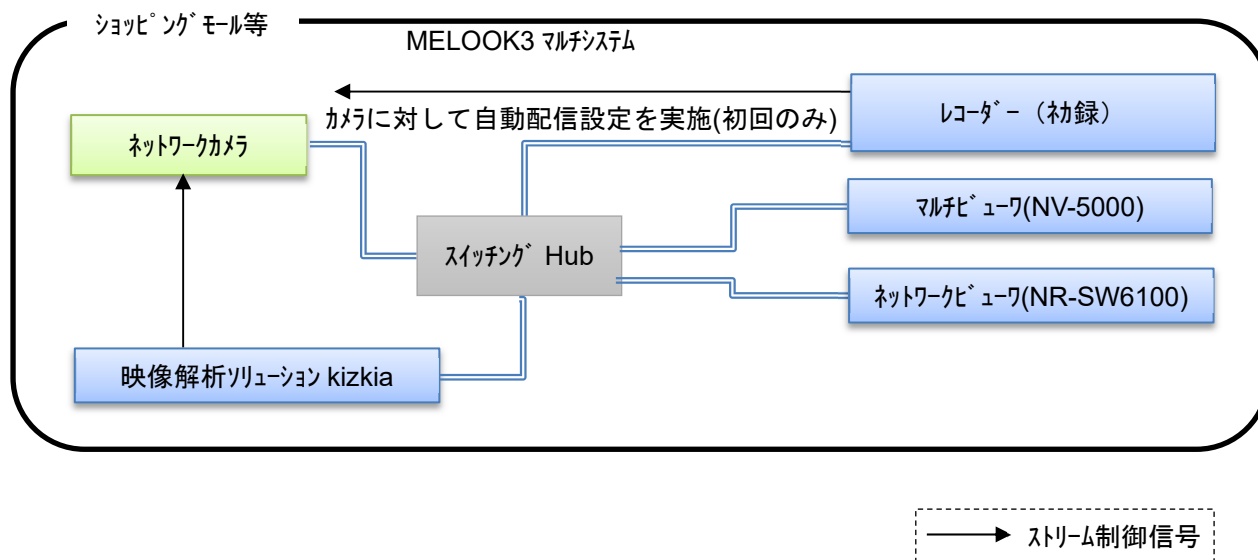 ショッピングモール等
MELOOK3 ﾏﾙﾁｼｽﾃﾑ
ｶﾒﾗに対して自動配信設定を実施(初回のみ)
ﾚｺｰﾀﾞｰ（ﾈｶ録）
ﾈｯﾄﾜｰｸｶﾒﾗ
ﾏﾙﾁﾋﾞｭｰﾜ(NV-5000)
ｽｲｯﾁﾝｸﾞ Hub
ﾈｯﾄﾜｰｸﾋﾞｭｰﾜ(NR-SW6100)
映像解析ｿﾘｭｰｼｮﾝ kizkia
ｽﾄﾘｰﾑ制御信号